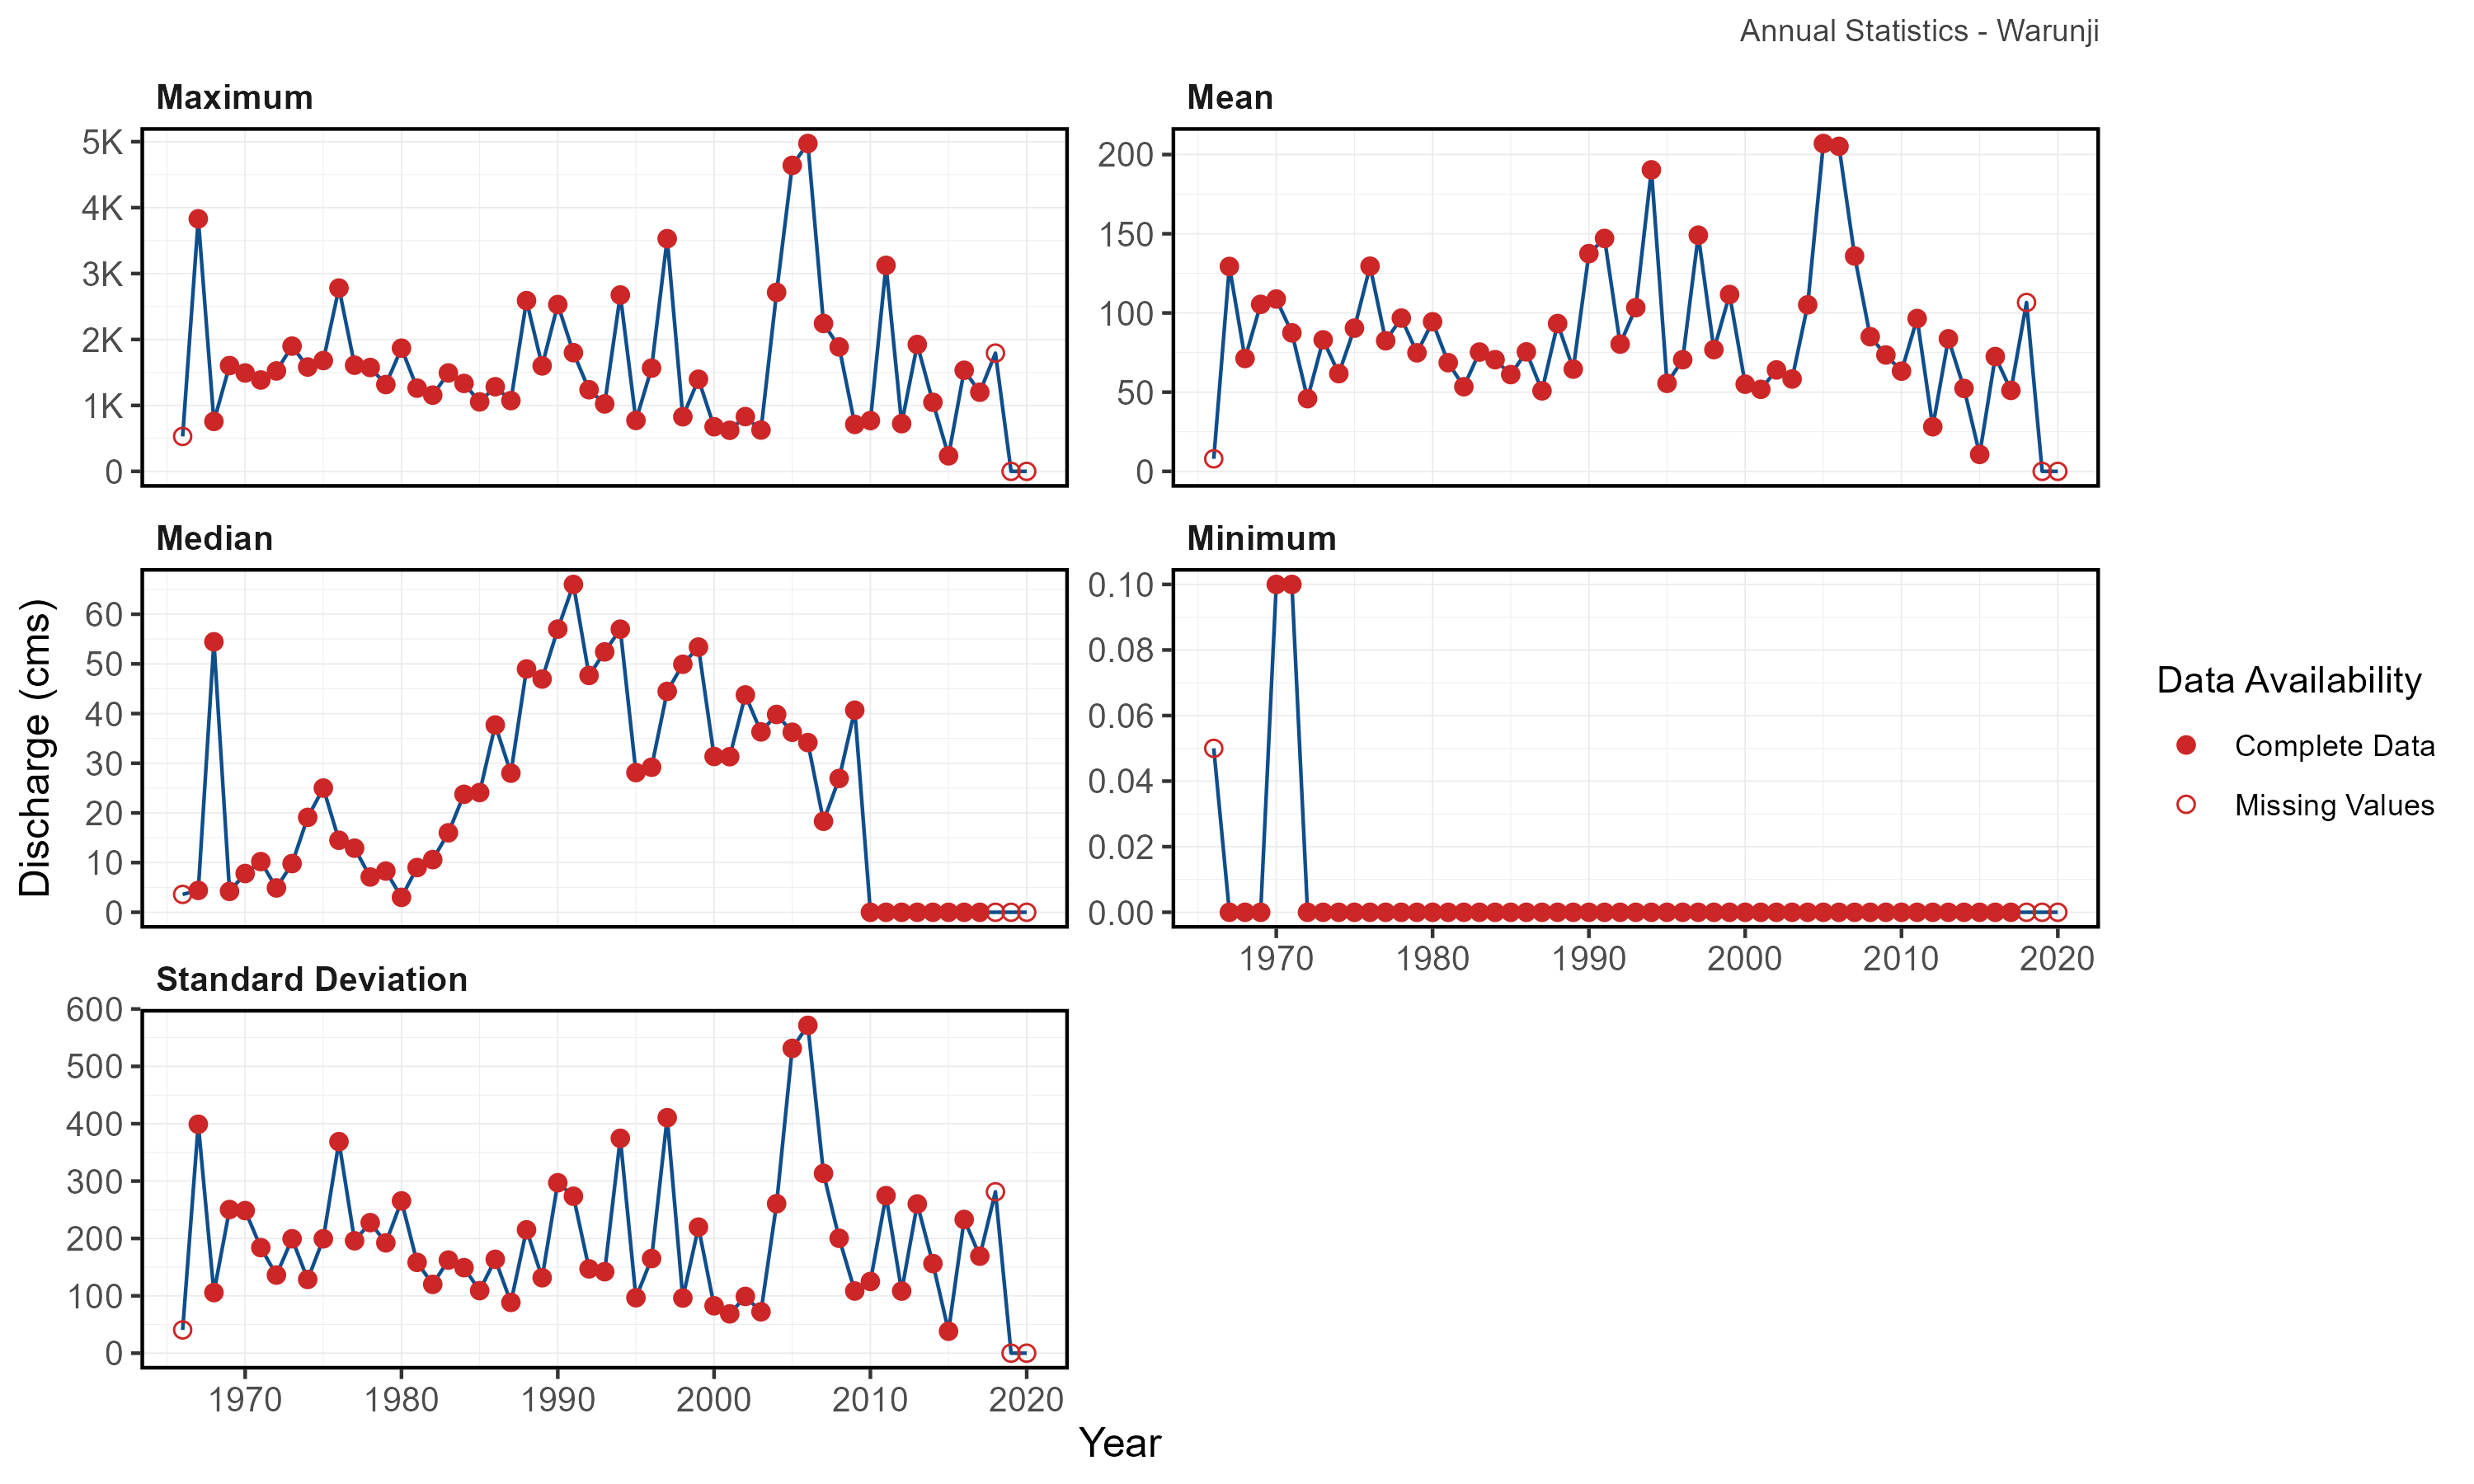 Annual Statistics - Warunji
Maximum
5K
4K
3K
2K
1K
0
Mean
200
150
100
50
0
Discharge (cms)
Median
60
50
40
30
20
10
0
Minimum
0.10
0.08
0.06
0.04
0.02
0.00
1970 1980 1990 2000 2010 2020
Standard Deviation
600
500
400
300
200
100
0
1970 1980 1990 2000 2010 2020
Year
Data Availability
Complete Data
Missing Values